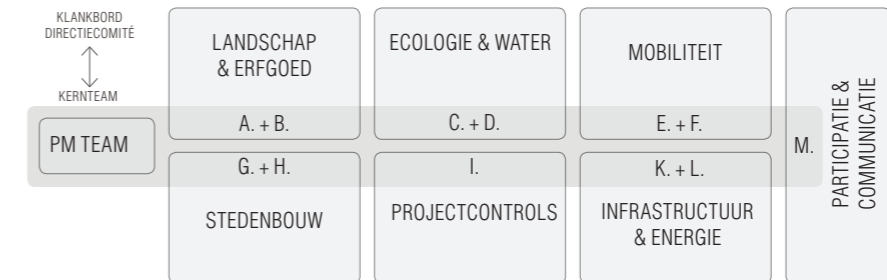 KLANKBORD
DIRECTIECOMITÉ
KERNTEAM
PM TEAM
LANDSCHAP
& ERFGOED
A. + B.
ECOLOGIE & WATER
C. + D.
MOBILITEIT
E. + F.
G. + H.
STEDENBOUW
I.
PROJECTCONTROLS
K. + L.
INFRASTRUCTUUR
& ENERGIE
M.
PARTICIPATIE &
COMMUNICATIE